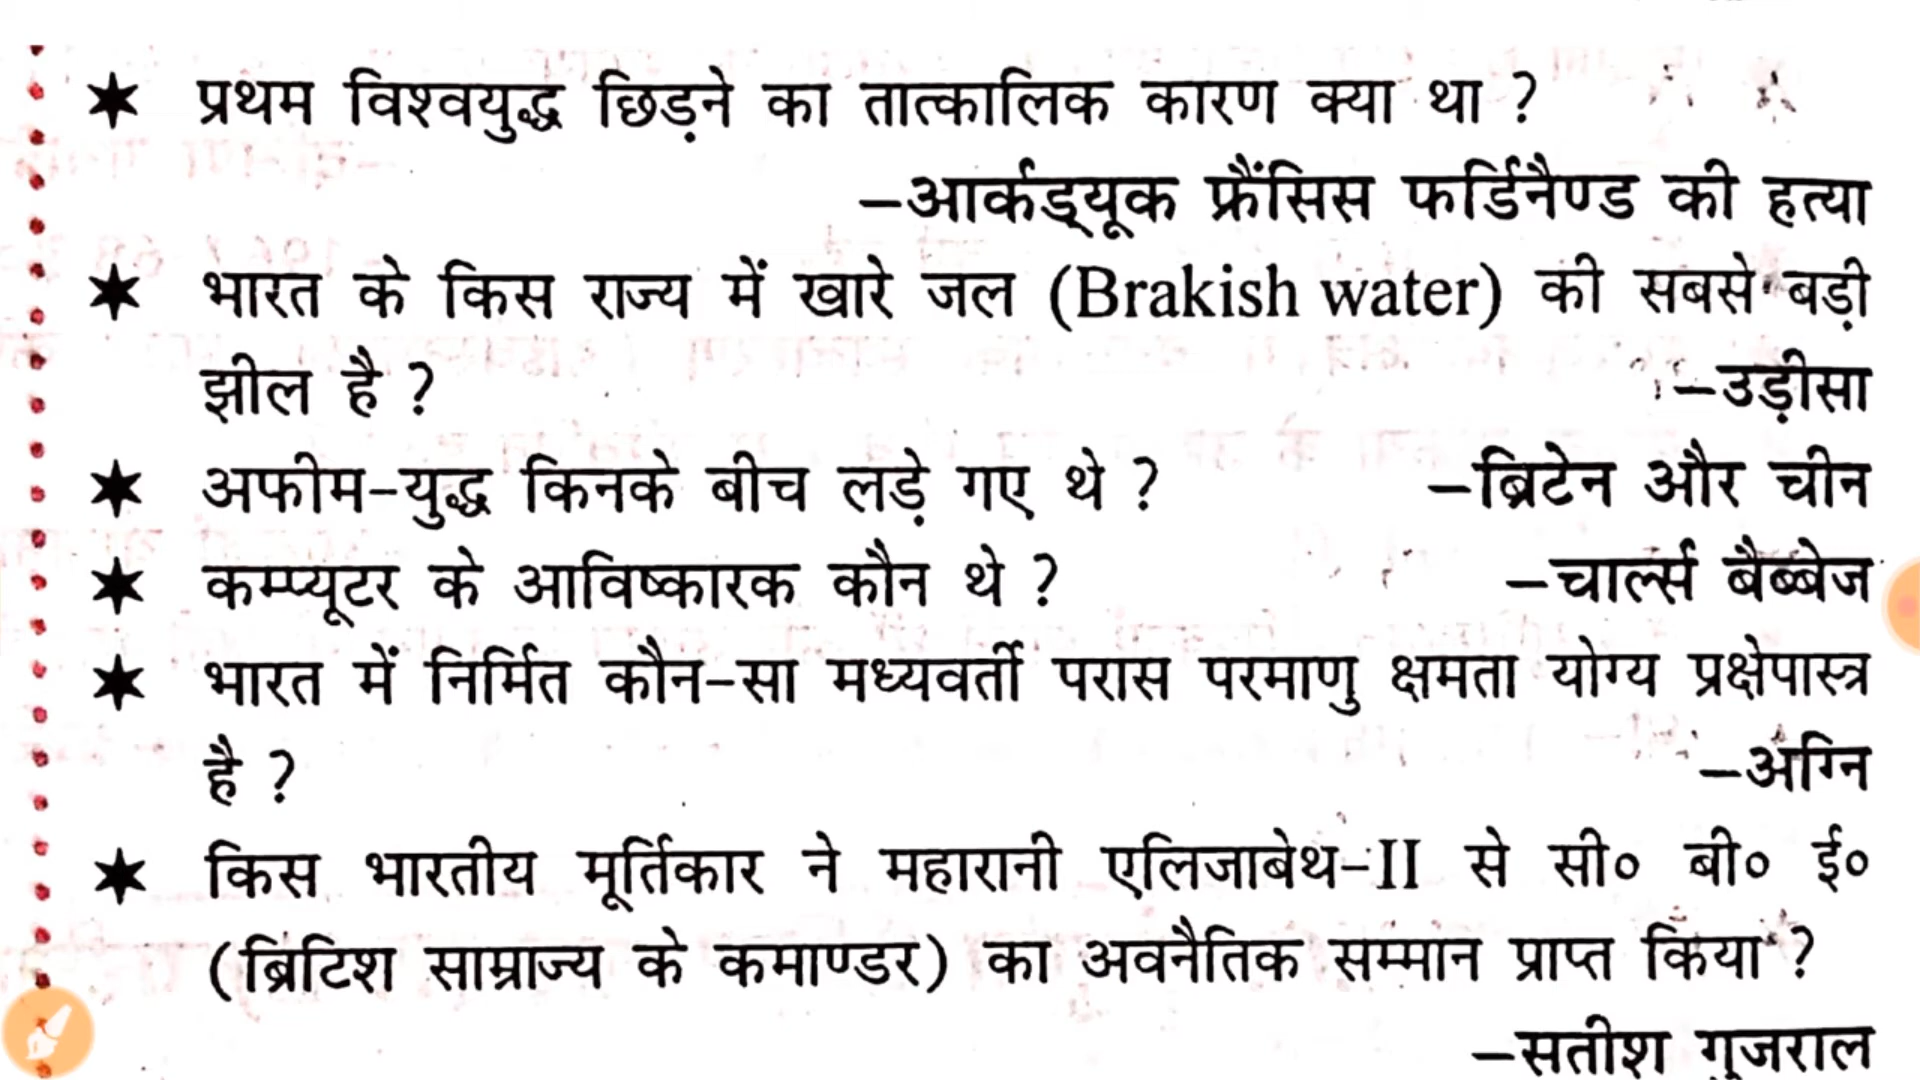 ★ प्रथम विश्वयुद्ध छिड़ने का तात्कालिक कारण क्या था ?
–आर्कड्यूक फ्रैंसिस फर्डिनैण्ड की हत्या
★ भारत के किस राज्य में खारे जल (Brakish water) की सबसे बड़ी
झील है ? –उड़ीसा
★ अफीम-युद्ध किनके बीच लड़े गए थे ? –ब्रिटेन और चीन
★ कम्प्यूटर के आविष्कारक कौन थे ? –चार्ल्स बैब्बेज
★ भारत में निर्मित कौन-सा मध्यवर्ती परास परमाणु क्षमता योग्य प्रक्षेपास्त्र
है ? –अग्नि
★ किस भारतीय मूर्तिकार ने महारानी एलिजाबेथ-II से सी० बी० ई०
(ब्रिटिश साम्राज्य के कमाण्डर) का अवनैतिक सम्मान प्राप्त किया ?
–सतीश गुजराल